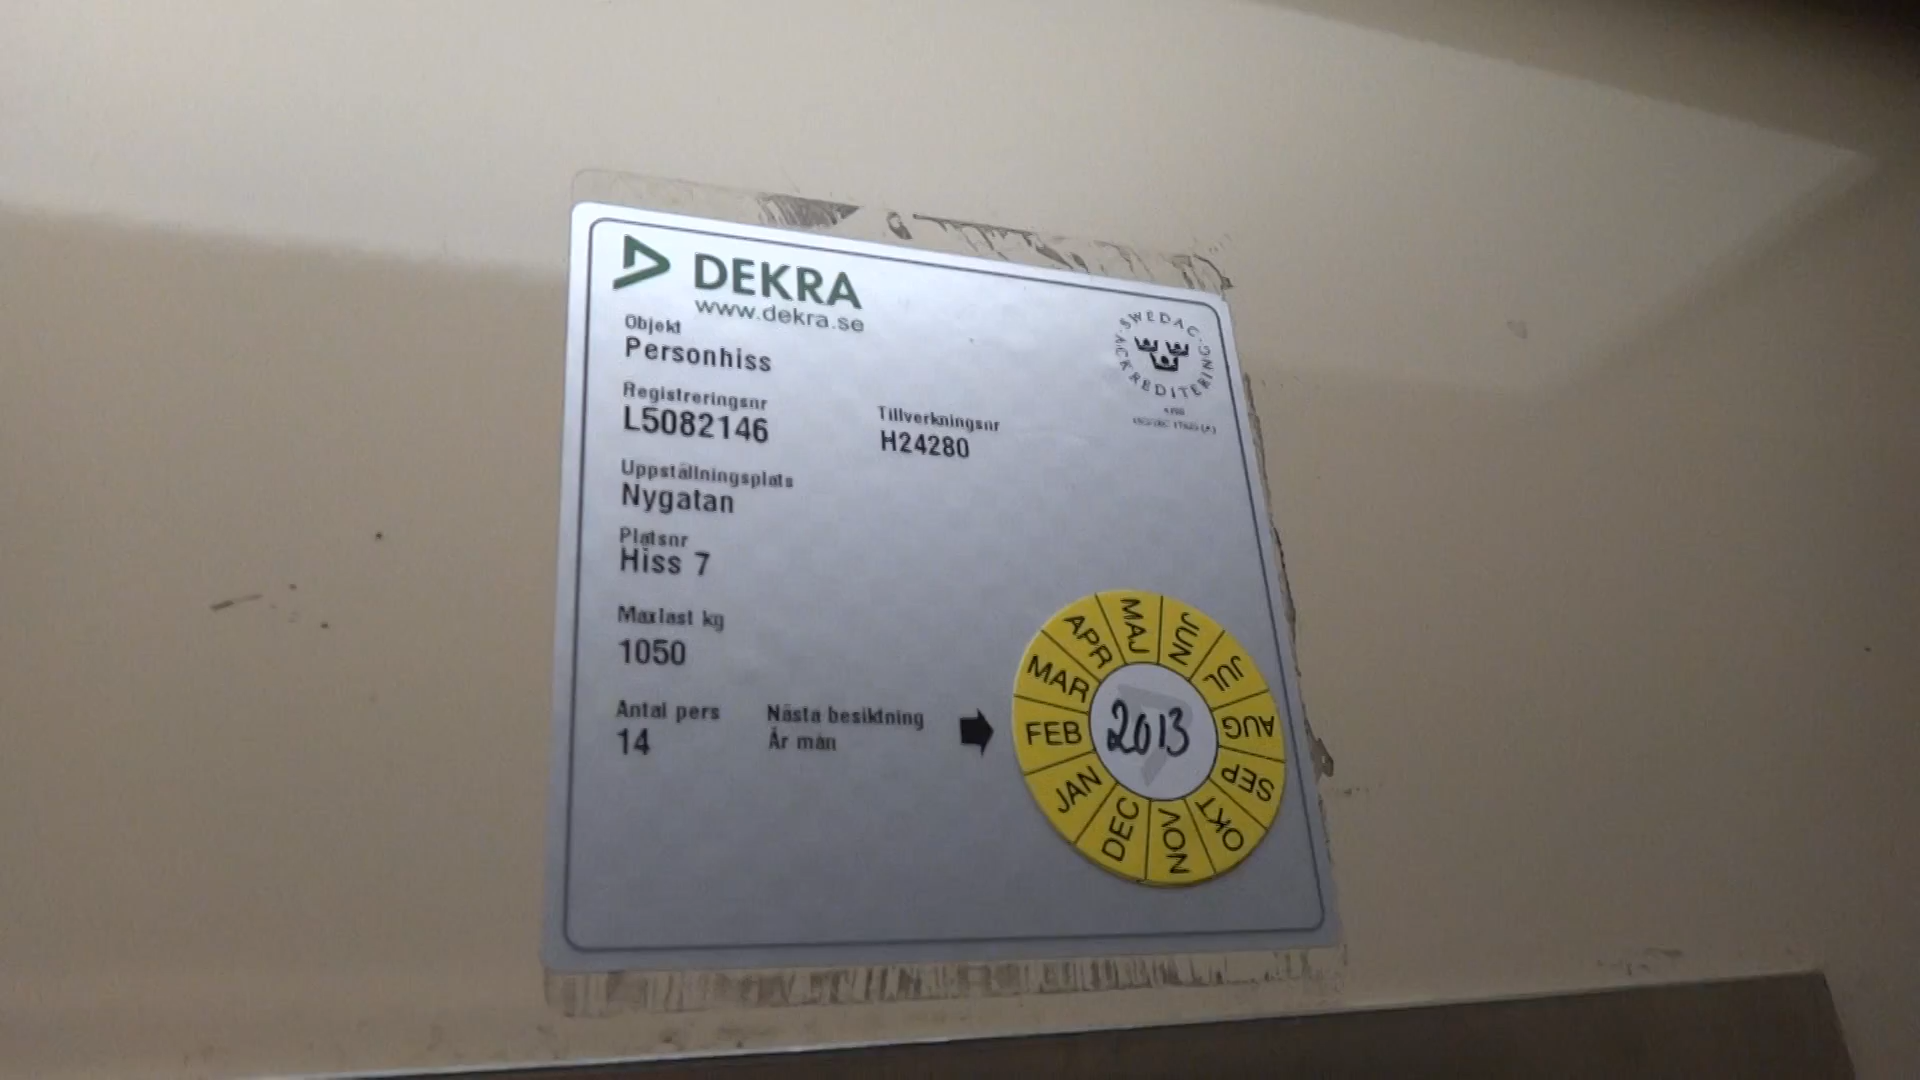 DEKRA
www.dekra.se
SWEDAC
ACKREDITERING
Objekt
Personhiss
Registreringsnr
L5082146
Tillverkningsnr
H24280
Uppställningsplats
Nygatan
Platsnr
Hiss 7
Maxlast kg
1050
Antal pers
14
Nästa besiktning
År mån
2013
JAN
FEB
MAR
APR
MAJ
JUN
JUL
AUG
SEP
OKT
NOV
DEC